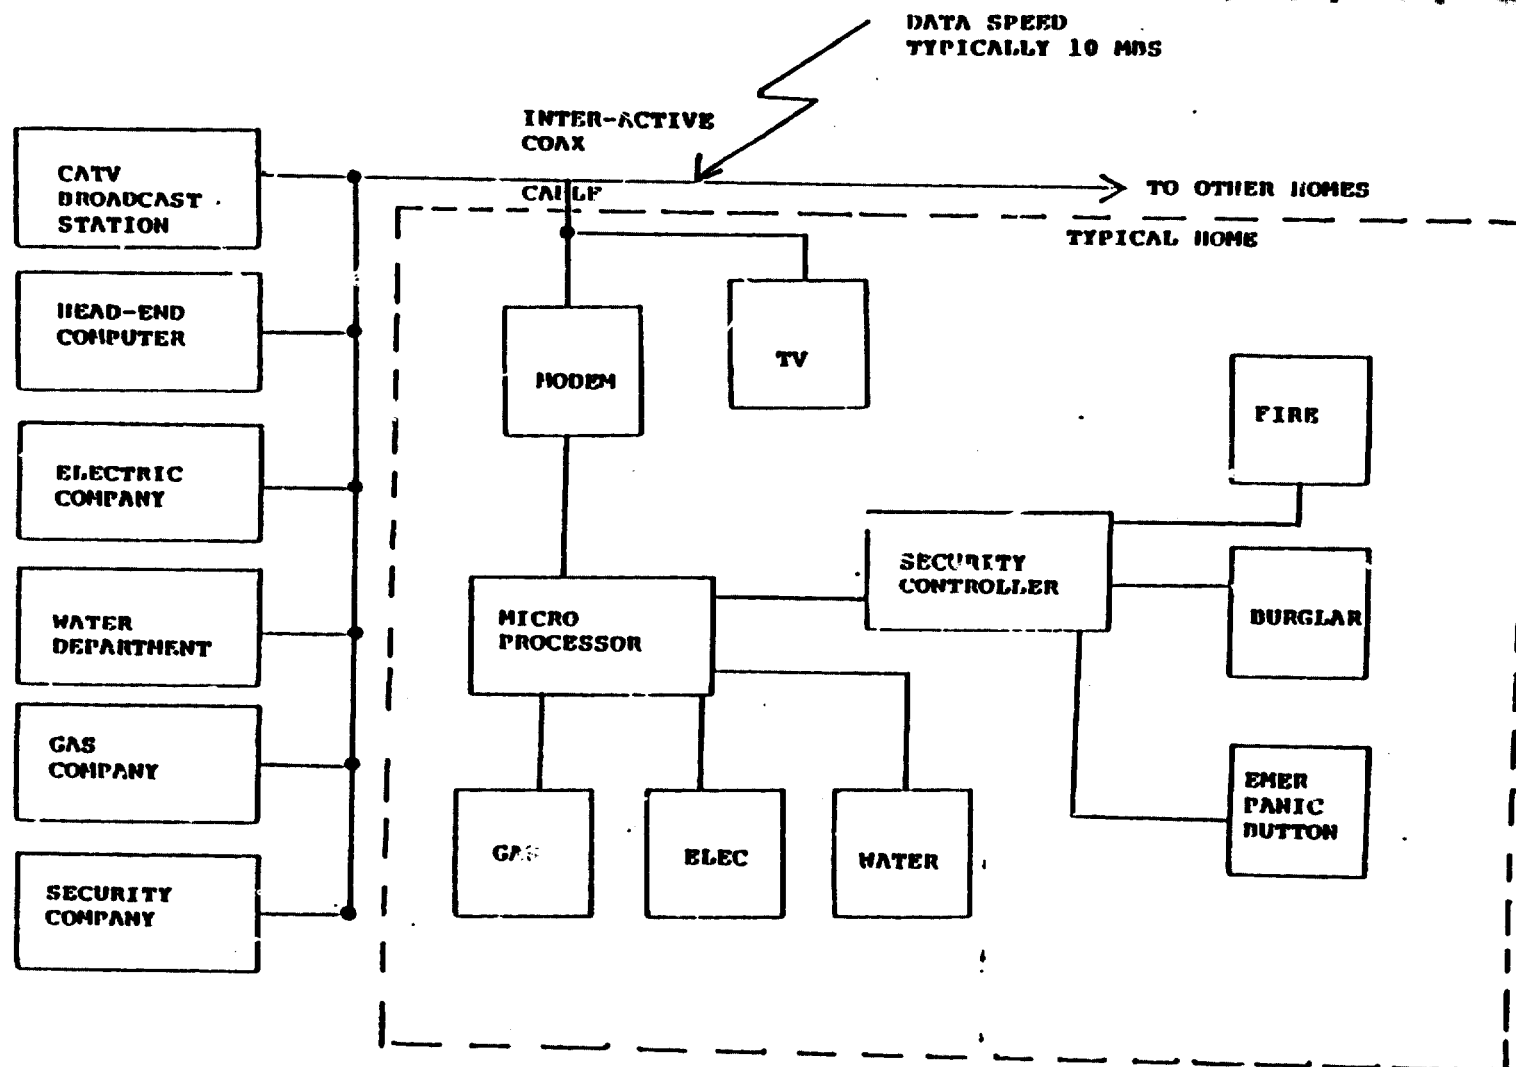 DATA SPEED
TYPICALLY 10 MBS
INTER-ACTIVE
COAX
CABLE
TO OTHER HOMES
TYPICAL HOME
CATV
BROADCAST
STATION
HEAD-END
COMPUTER
ELECTRIC
COMPANY
WATER
DEPARTMENT
GAS
COMPANY
SECURITY
COMPANY
MODEM
TV
MICRO
PROCESSOR
SECURITY
CONTROLLER
FIRE
BURGLAR
EMER
PANIC
BUTTON
GAS
ELEC
WATER